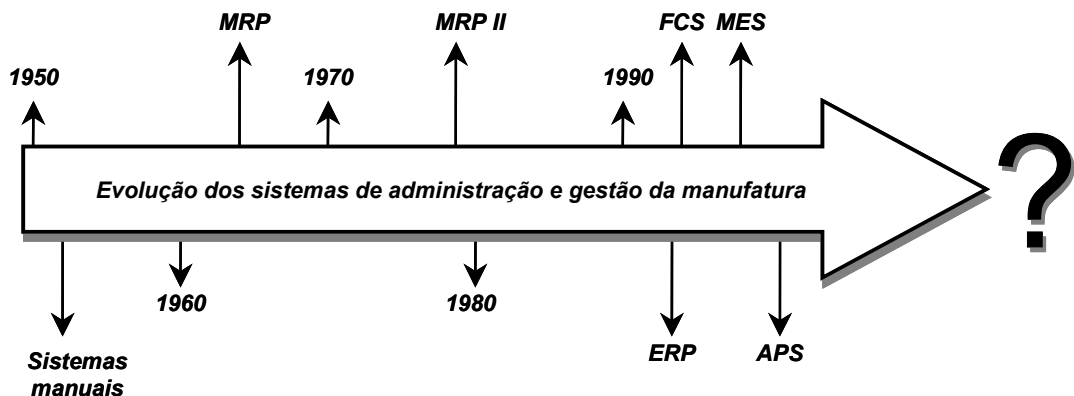 MRP
MRP II
FCS
MES
1950
1970
1990
Evolução dos sistemas de administração e gestão da manufatura
?
1960
1980
Sistemas
manuais
ERP
APS